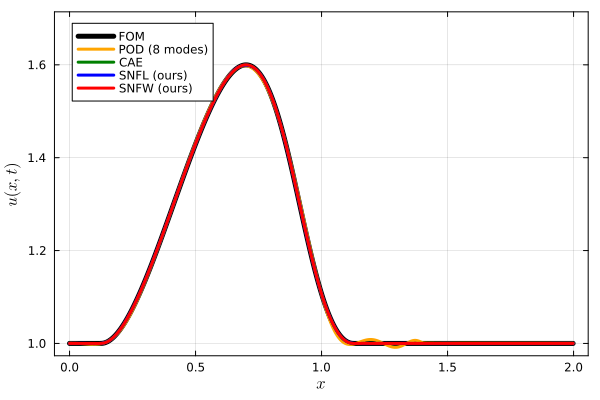 FOM
POD (8 modes)
CAE
SNFL (ours)
SNFW (ours)
1.6
1.4
1.2
1.0
u(x, t)
0.0 0.5 1.0 1.5 2.0
x